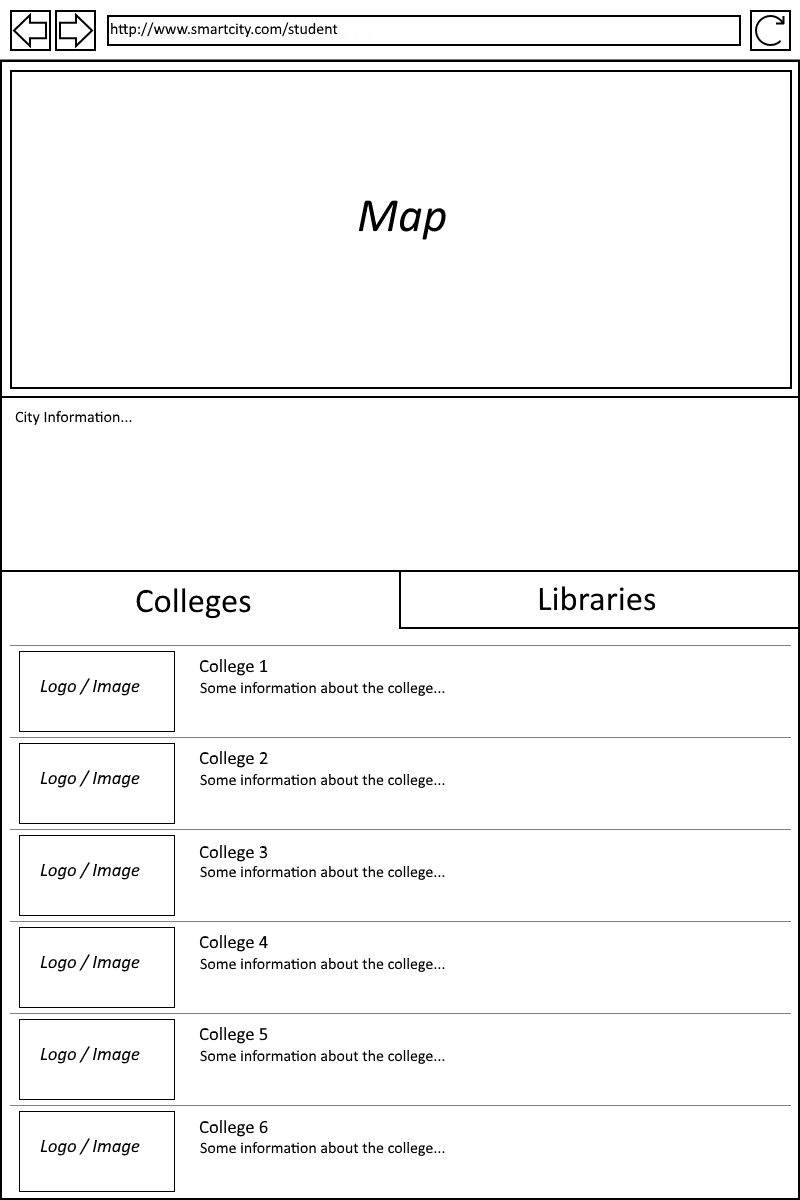 http://www.smartcity.com/student
Map
City Information...
Colleges
Libraries
Logo / Image
College 1
Some information about the college...
Logo / Image
College 2
Some information about the college...
Logo / Image
College 3
Some information about the college...
Logo / Image
College 4
Some information about the college...
Logo / Image
College 5
Some information about the college...
Logo / Image
College 6
Some information about the college...